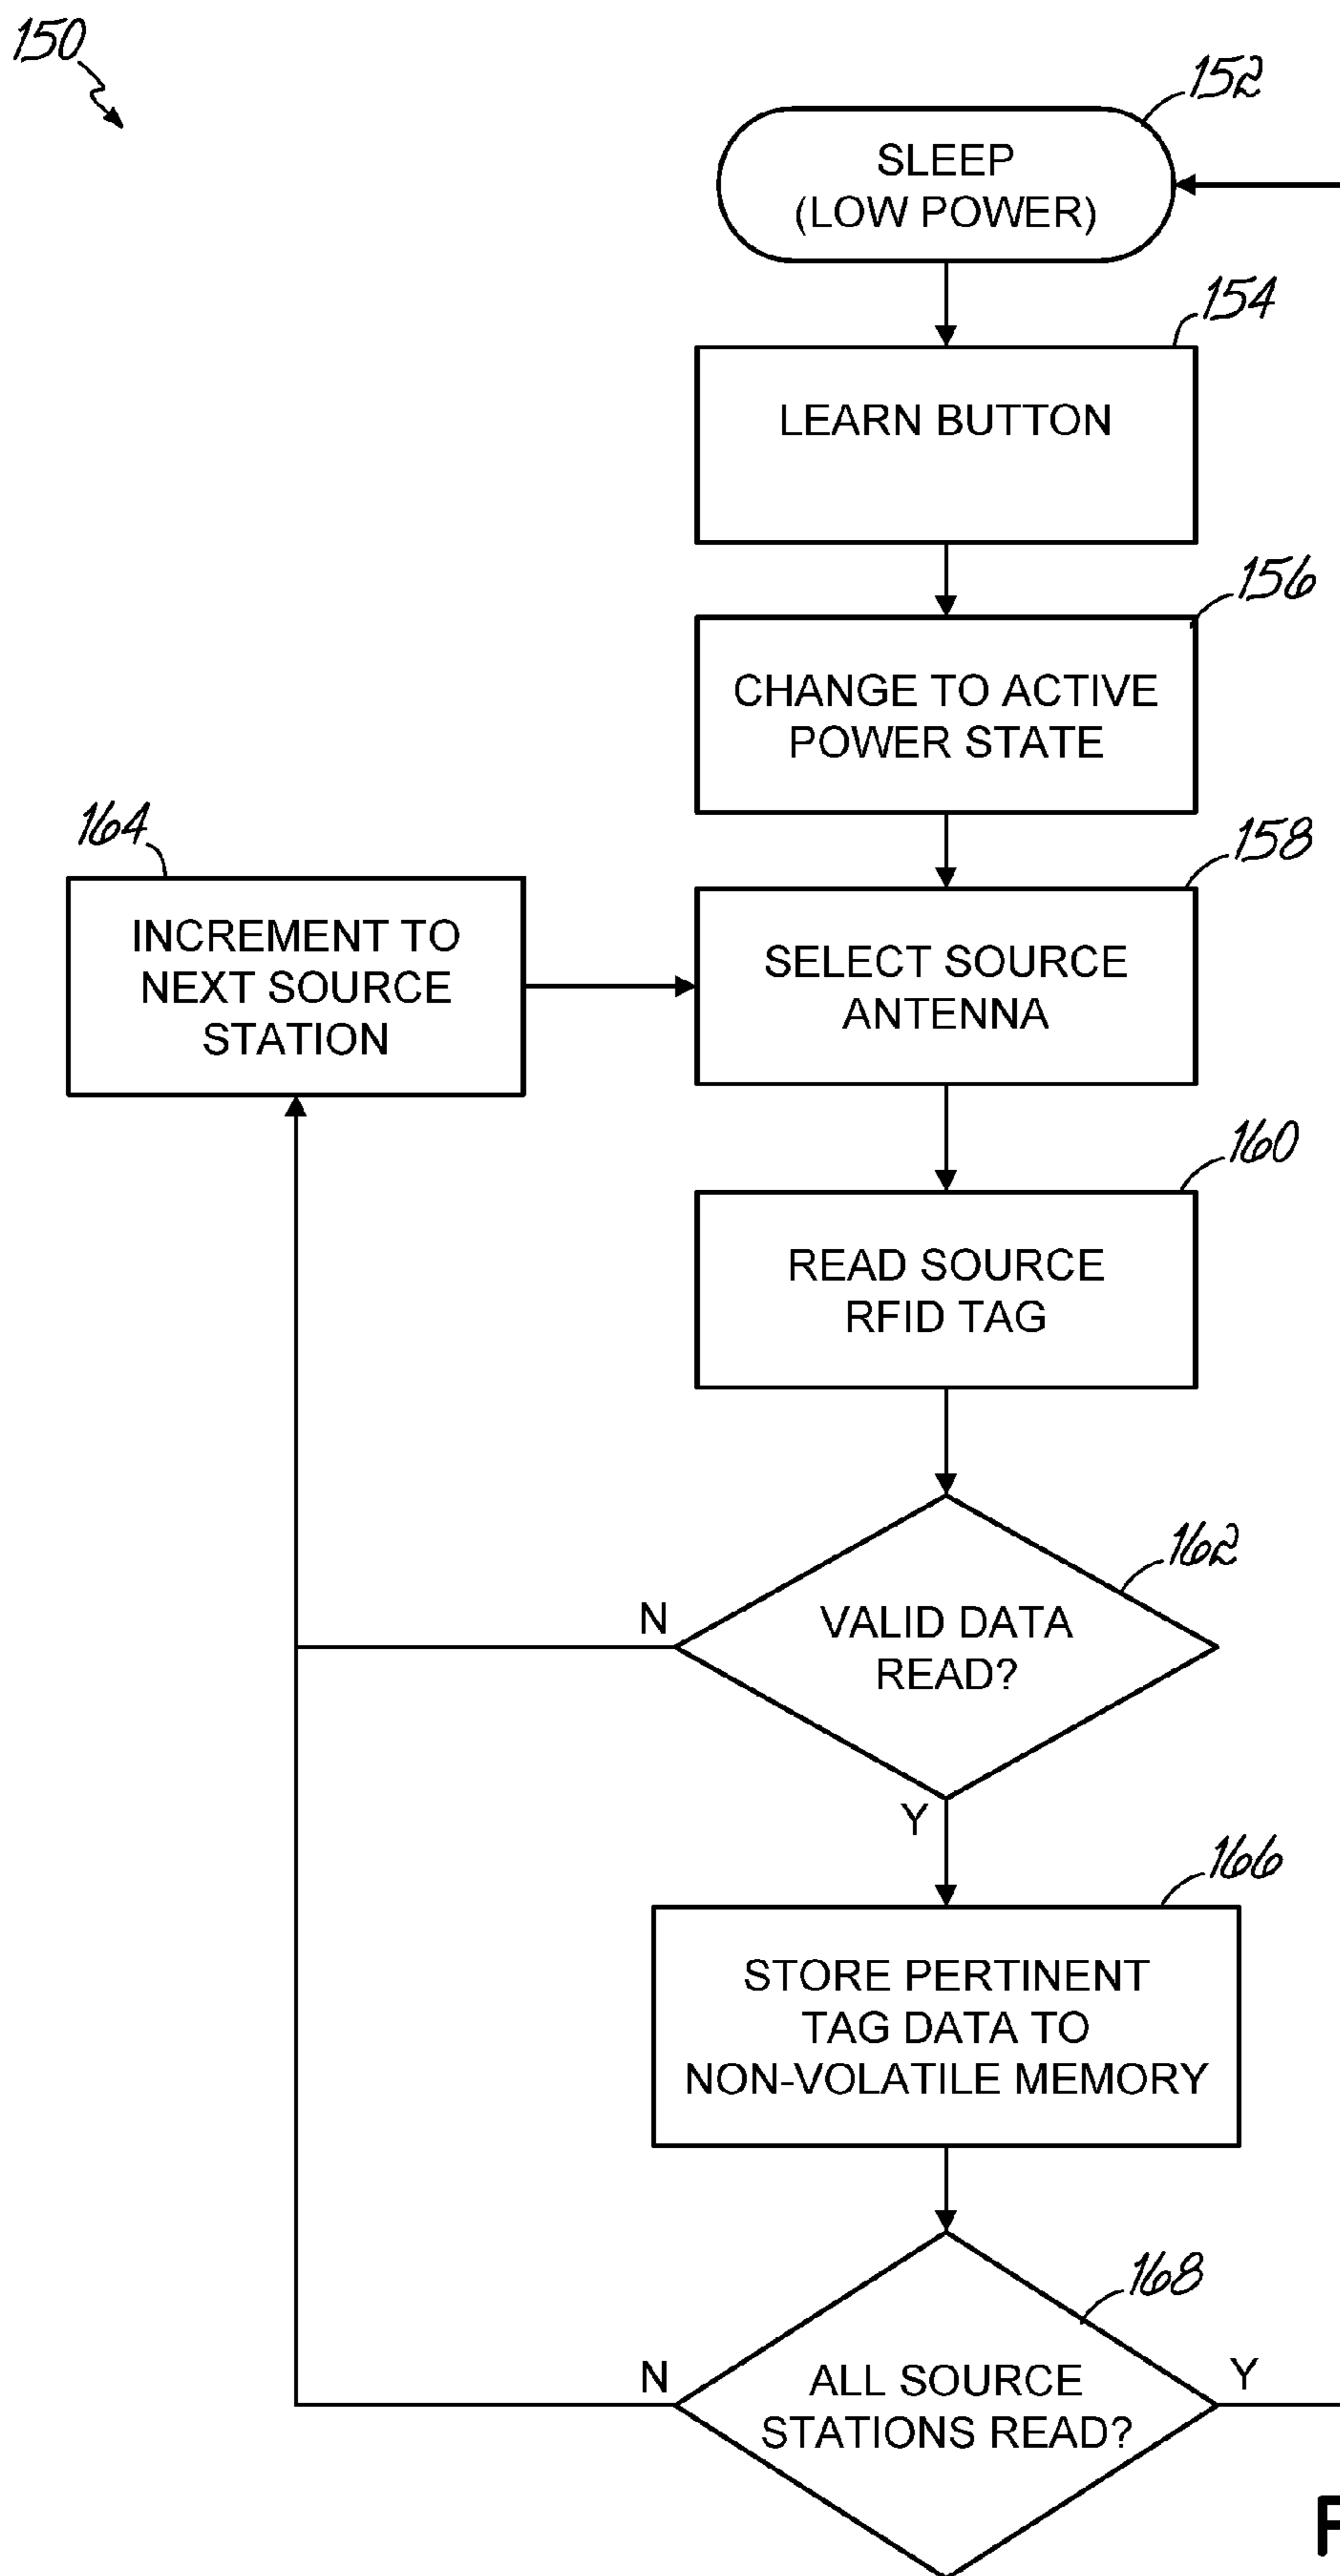 150
152
SLEEP
(LOW POWER)
154
LEARN BUTTON
156
CHANGE TO ACTIVE
POWER STATE
164
158
INCREMENT TO
NEXT SOURCE
STATION
SELECT SOURCE
ANTENNA
160
READ SOURCE
RFID TAG
162
N
VALID DATA
READ?
Y
166
STORE PERTINENT
TAG DATA TO
NON-VOLATILE MEMORY
168
N
ALL SOURCE
STATIONS READ?
Y